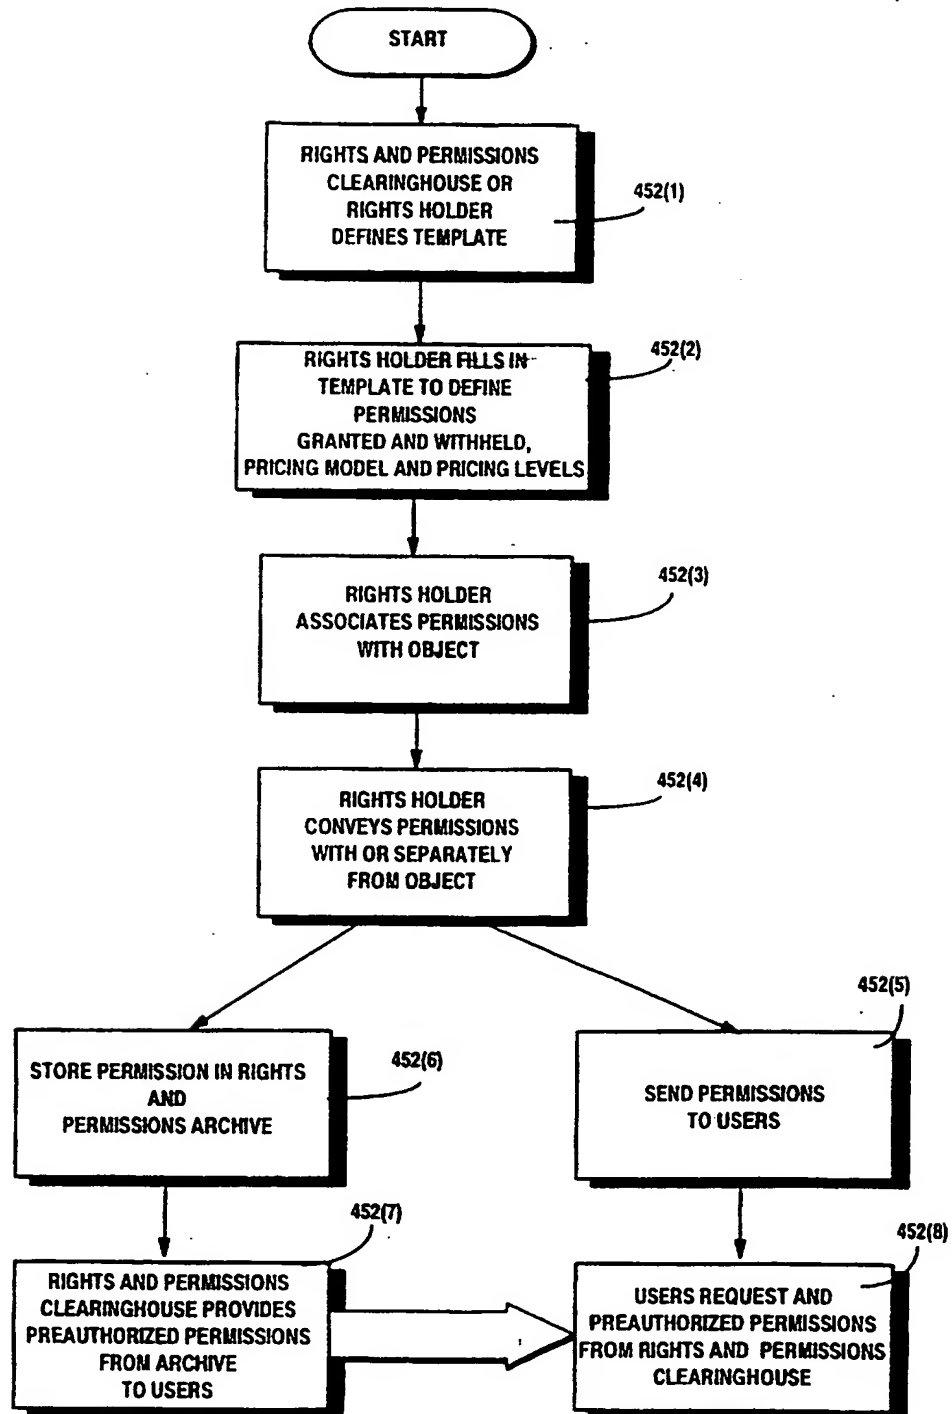 START
RIGHTS AND PERMISSIONS
CLEARINGHOUSE OR
RIGHTS HOLDER
DEFINES TEMPLATE
452(1)
RIGHTS HOLDER FILLS IN
TEMPLATE TO DEFINE
PERMISSIONS
GRANTED AND WITHHELD,
PRICING MODEL AND PRICING LEVELS
452(2)
RIGHTS HOLDER
ASSOCIATES PERMISSIONS
WITH OBJECT
452(3)
RIGHTS HOLDER
CONVEYS PERMISSIONS
WITH OR SEPARATELY
FROM OBJECT
452(4)
452(5)
STORE PERMISSION IN RIGHTS
AND
PERMISSIONS ARCHIVE
452(6)
SEND PERMISSIONS
TO USERS
452(7)
RIGHTS AND PERMISSIONS
CLEARINGHOUSE PROVIDES
PREAUTHORIZED PERMISSIONS
FROM ARCHIVE
TO USERS
452(8)
USERS REQUEST AND
PREAUTHORIZED PERMISSIONS
FROM RIGHTS AND PERMISSIONS
CLEARINGHOUSE